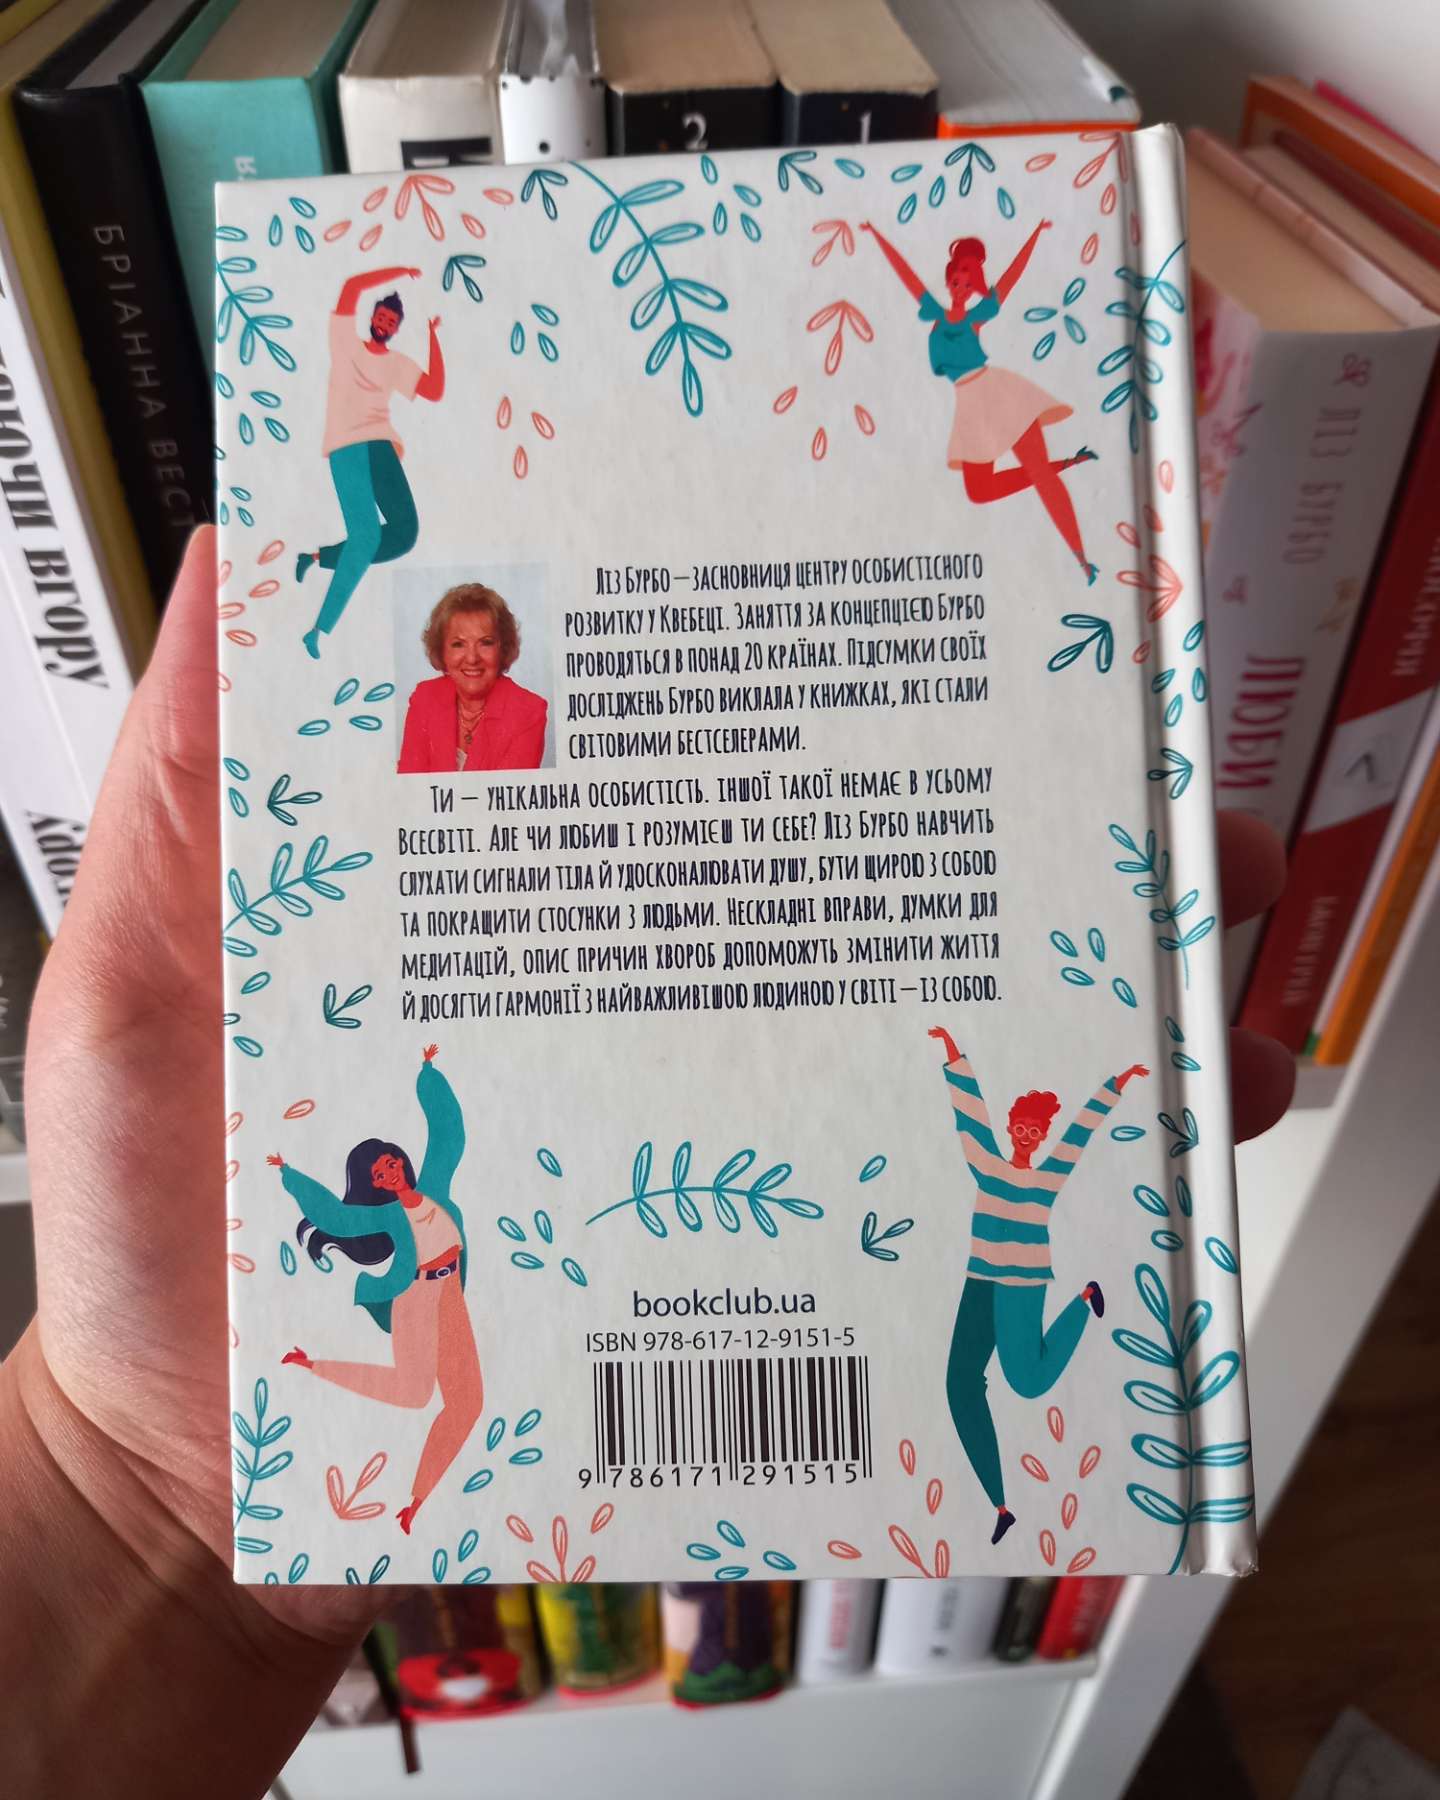 2
1
БРІАННА ВЕСТ
ВГОРУ
ЛІЗ БУРБО
ЛЮБИ
Ліз Бурбо — засновниця центру особистісного
розвитку у Квебеці. Заняття за концепцією Бурбо
проводяться в понад 20 країнах. Підсумки своїх
досліджень Бурбо виклала у книжках, які стали
світовими бестселерами.
Ти — унікальна особистість. Іншої такої немає в усьому
Всесвіті. Але чи любиш і розумієш ти себе? Ліз Бурбо навчить
слухати сигнали тіла й удосконалювати душу, бути щирою з собою
та покращити стосунки з людьми. Нескладні вправи, думки для
медитацій, опис причин хвороб допоможуть змінити життя
й досягти гармонії з найважливішою людиною у світі — із собою.
bookclub.ua
ISBN 978-617-12-9151-5
9 786171 291515